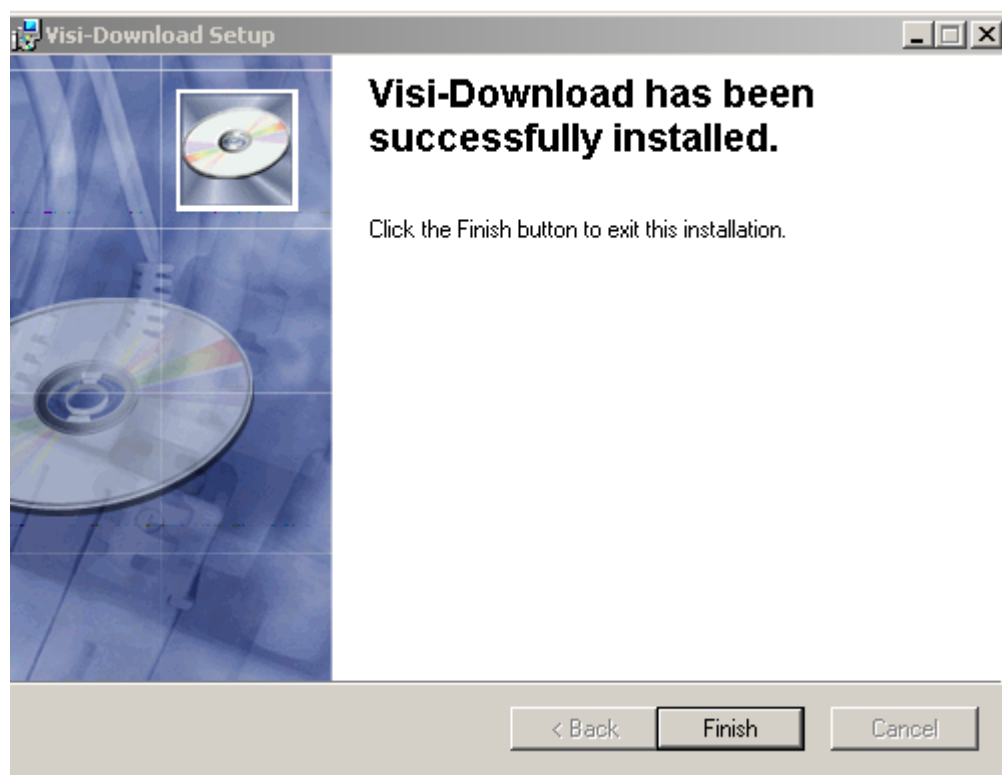 Visi-Download Setup
Visi-Download has been
successfully installed.
Click the Finish button to exit this installation.
< Back
Finish
Cancel